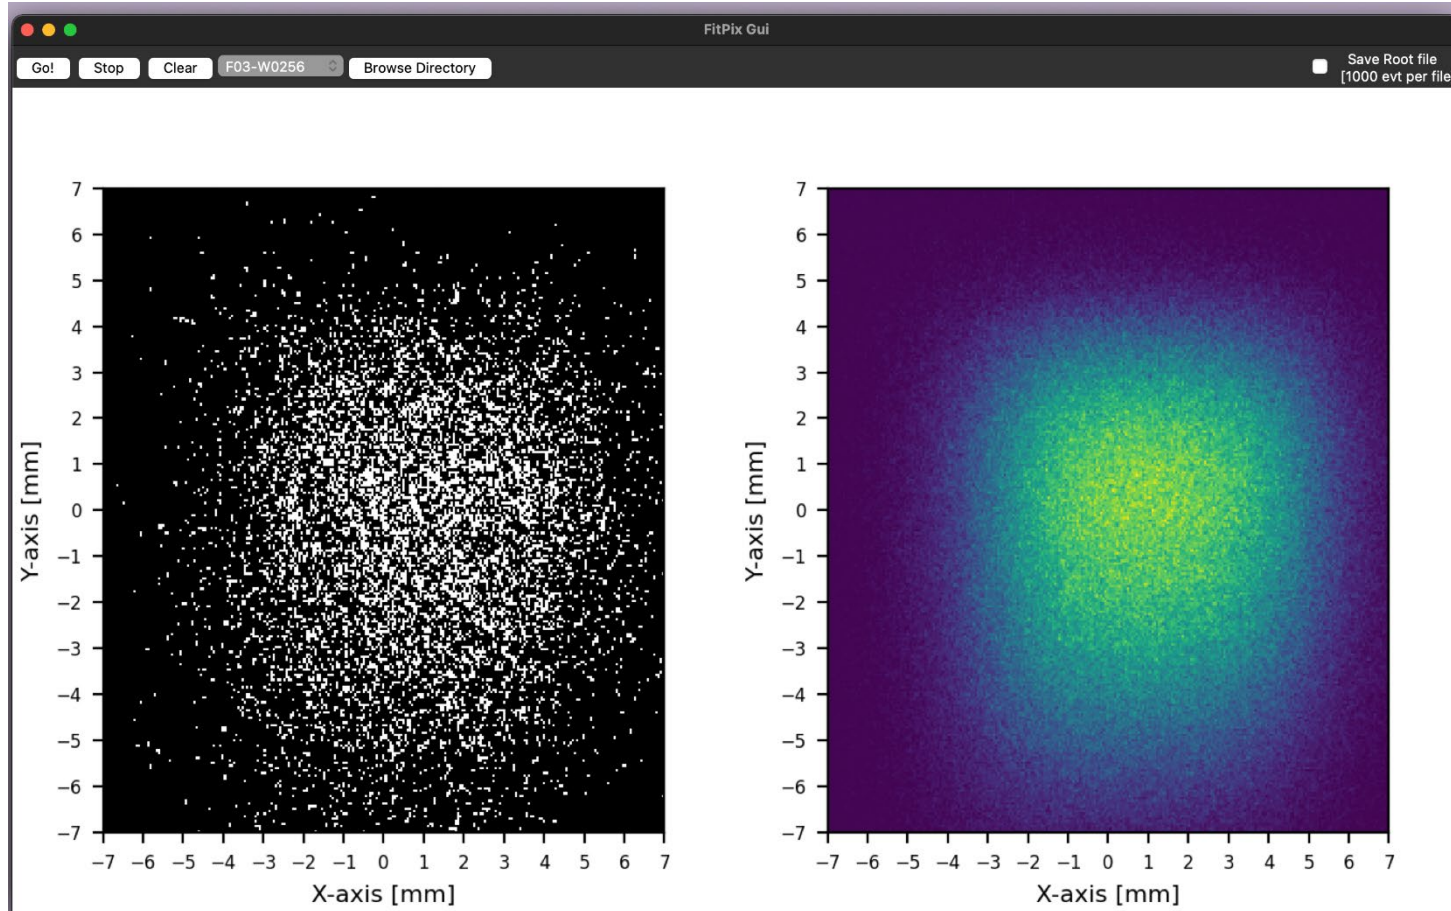 FitPix Gui
Go!
Stop
Clear
F03-W0256
Browse Directory
Save Root file
[1000 evt per file
7
6
5
4
3
2
1
0
−1
−2
−3
−4
−5
−6
−7
Y-axis [mm]
−7 −6 −5 −4 −3 −2 −1 0 1 2 3 4 5 6 7
X-axis [mm]
7
6
5
4
3
2
1
0
−1
−2
−3
−4
−5
−6
−7
Y-axis [mm]
−7 −6 −5 −4 −3 −2 −1 0 1 2 3 4 5 6 7
X-axis [mm]